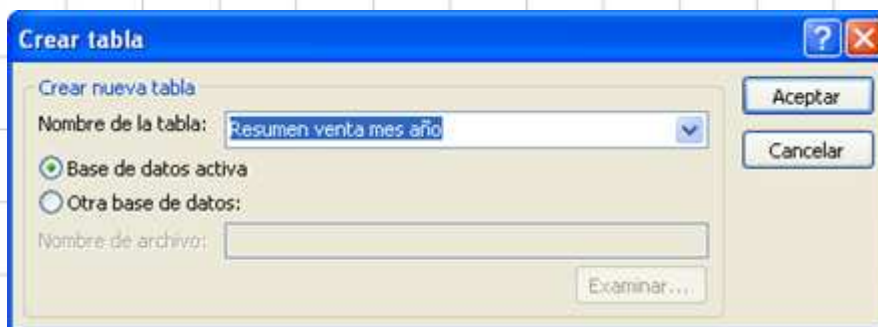 Crear tabla
Crear nueva tabla
Nombre de la tabla: Resumen venta mes año
Base de datos activa
Otra base de datos:
Nombre de archivo:
Examinar...
Aceptar
Cancelar